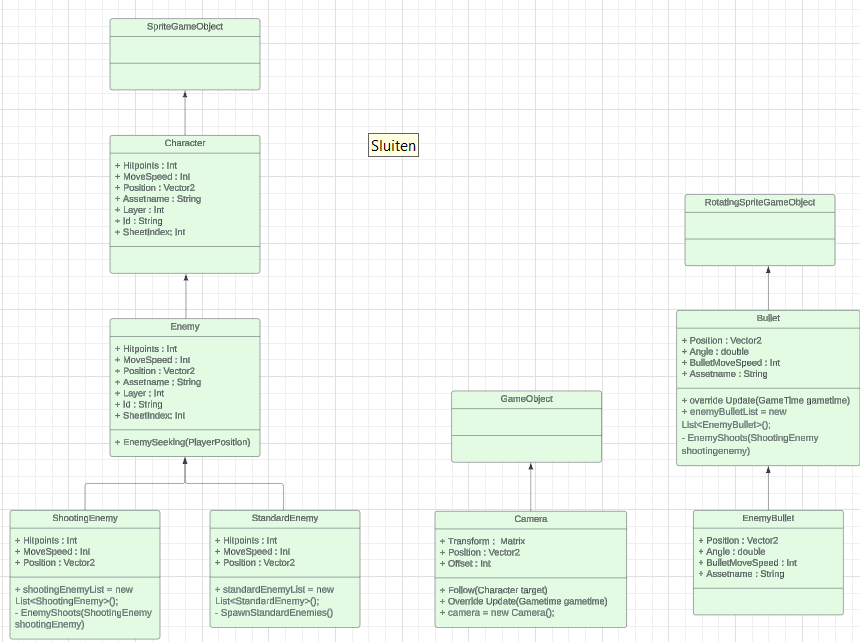 SpriteGameObject
Character
+ Hitpoints : Int
+ MoveSpeed : Int
+ Position : Vector2
+ Assetname : String
+ Layer : Int
+ Id : String
+ SheetIndex: Int
Enemy
+ Hitpoints : Int
+ MoveSpeed : Int
+ Position : Vector2
+ Assetname : String
+ Layer : Int
+ Id : String
+ SheetIndex: Int
+ EnemySeeking(PlayerPosition)
ShootingEnemy
+ Hitpoints : Int
+ MoveSpeed : Int
+ Position : Vector2
+ shootingEnemyList = new
List<ShootingEnemy>();
- EnemyShoots(ShootingEnemy
shootingEnemy)
StandardEnemy
+ Hitpoints : Int
+ MoveSpeed : Int
+ Position : Vector2
+ standardEnemyList = new
List<StandardEnemy>();
- SpawnStandardEnemies()
Sluiten
GameObject
Camera
+ Transform : Matrix
+ Position : Vector2
+ Offset : Int
+ Follow(Character target)
+ Override Update(Gametime gametime)
+ camera = new Camera();
RotatingSpriteGameObject
Bullet
+ Position : Vector2
+ Angle : double
+ BulletMoveSpeed : Int
+ Assetname : String
+ override Update(GameTime gametime)
+ enemyBulletList = new
List<EnemyBullet>();
- EnemyShoots(ShootingEnemy
shootingenemy)
EnemyBullet
+ Position : Vector2
+ Angle : double
+ BulletMoveSpeed : Int
+ Assetname : String